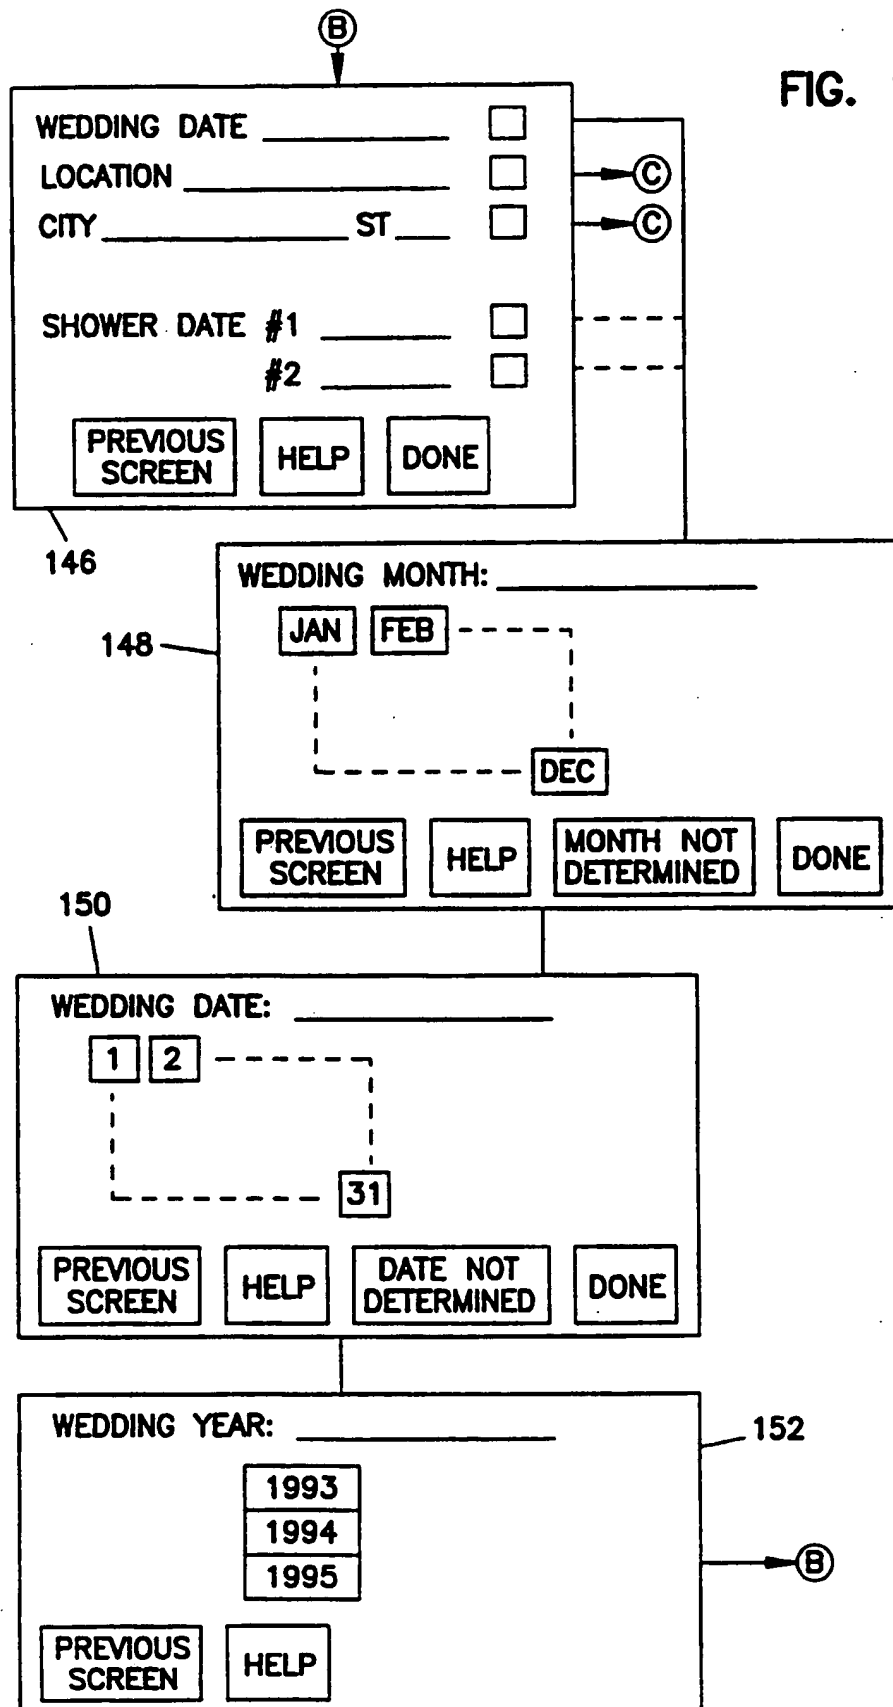 B
FIG.
WEDDING DATE
LOCATION
C
CITY ST
C
SHOWER DATE #1
#2
PREVIOUS
SCREEN
HELP
DONE
146
WEDDING MONTH:
148
JAN FEB
DEC
PREVIOUS
SCREEN
HELP
MONTH NOT
DETERMINED
DONE
150
WEDDING DATE:
1 2
31
PREVIOUS
SCREEN
HELP
DATE NOT
DETERMINED
DONE
WEDDING YEAR:
152
1993
1994
1995
B
PREVIOUS
SCREEN
HELP